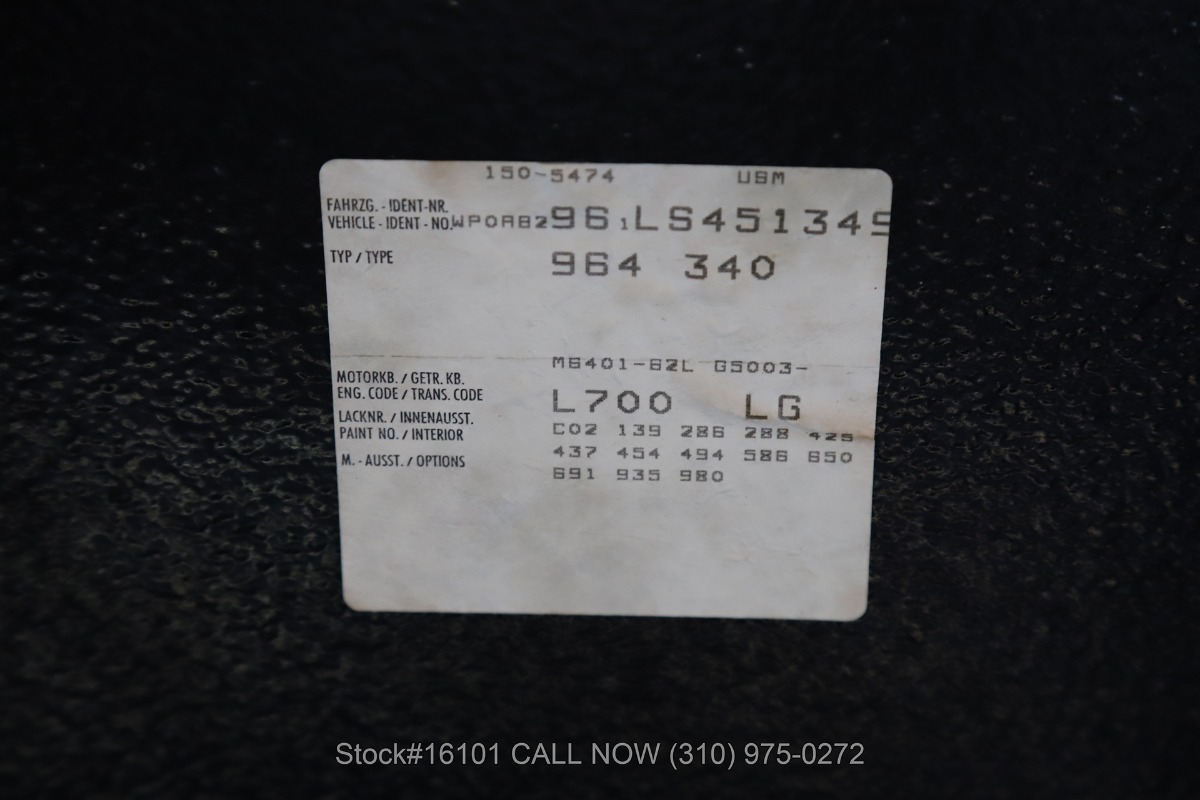 150-5474 USM
FAHRZG. - IDENT-NR.
VEHICLE - IDENT - NO. WP0AB296 1LS451349
TYP / TYPE 964 340
M6401-62L G5003-
MOTORKB. / GETR. KB.
ENG. CODE / TRANS. CODE L700 LG
LACKNR. / INNENAUSST.
PAINT NO. / INTERIOR C02 139 286 288 425
437 454 494 586 650
M. - AUSST. / OPTIONS
691 935 980
Stock#16101 CALL NOW (310) 975-0272